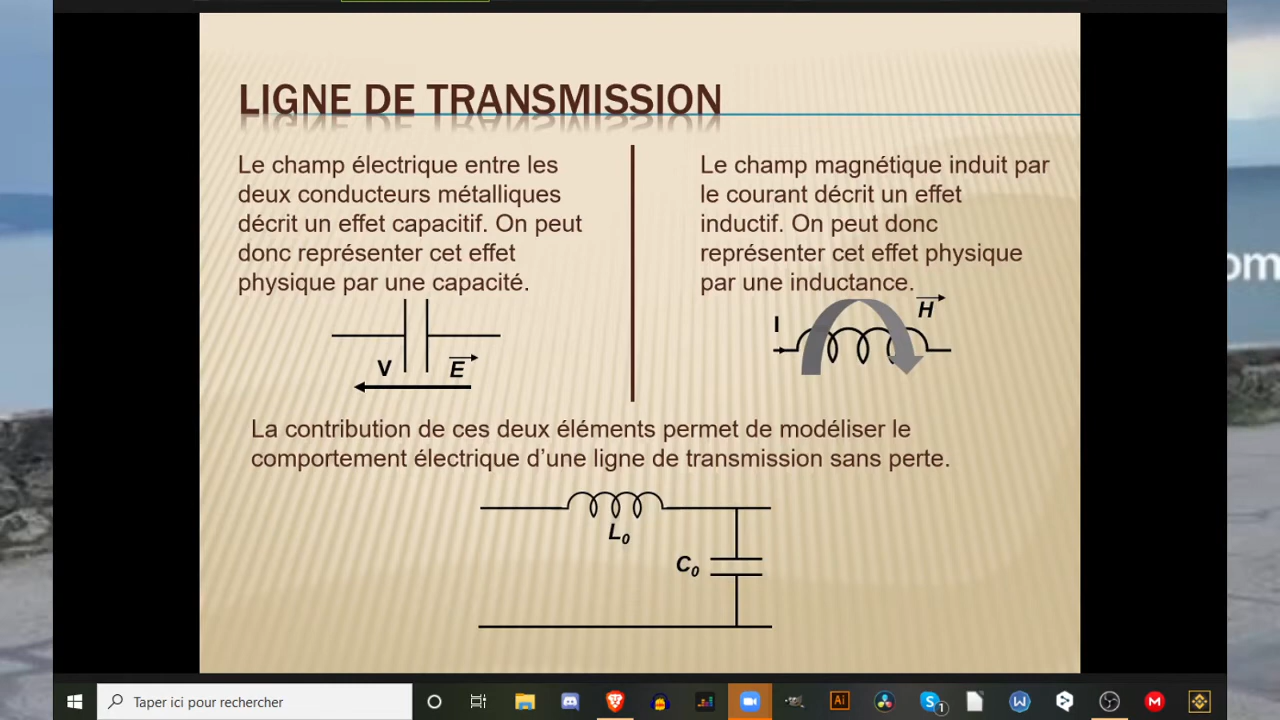 LIGNE DE TRANSMISSION
Le champ électrique entre les
deux conducteurs métalliques
décrit un effet capacitif. On peut
donc représenter cet effet
physique par une capacité.
V
E
Le champ magnétique induit par
le courant décrit un effet
inductif. On peut donc
représenter cet effet physique
par une inductance.
I
H
La contribution de ces deux éléments permet de modéliser le
comportement électrique d’une ligne de transmission sans perte.
L0
C0
om
Taper ici pour rechercher
Ai
S
1
W
M